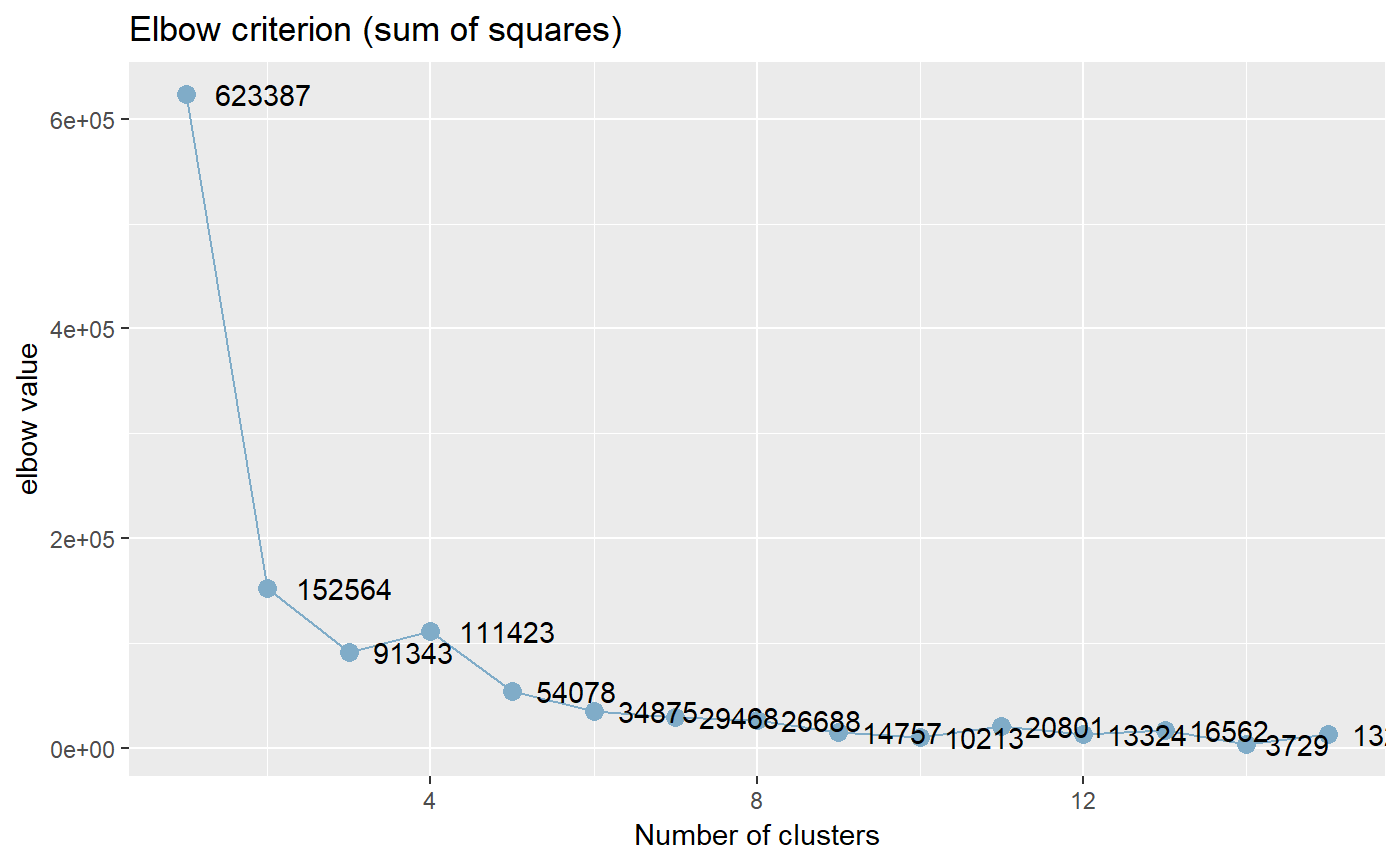 Elbow criterion (sum of squares)
6e+05
4e+05
2e+05
0e+00
elbow value
623387
152564
91343
111423
54078
34875
29468
26688
14757
10213
20801
13324
16562
3729
4
8
12
Number of clusters